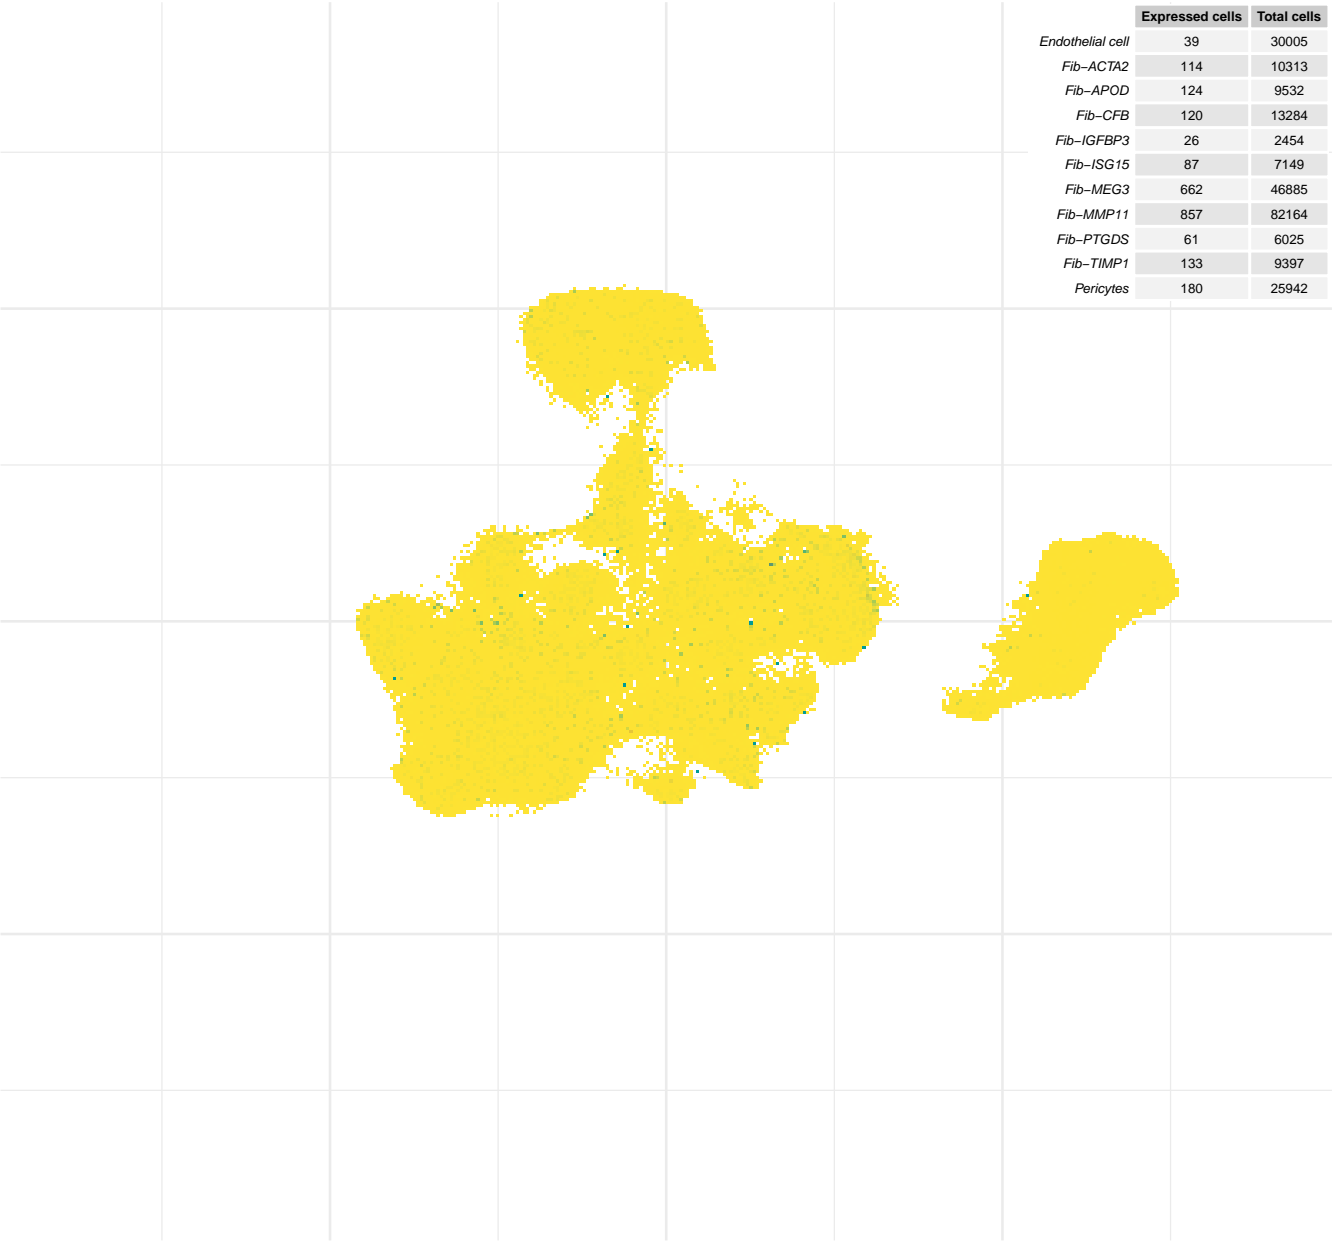 Expressed cells Total cells
Endothelial cell 39 30005
Fib−ACTA2 114 10313
Fib−APOD 124 9532
Fib−CFB 120 13284
Fib−IGFBP3 26 2454
Fib−ISG15 87 7149
Fib−MEG3 662 46885
Fib−MMP11 857 82164
Fib−PTGDS 61 6025
Fib−TIMP1 133 9397
Pericytes 180 25942